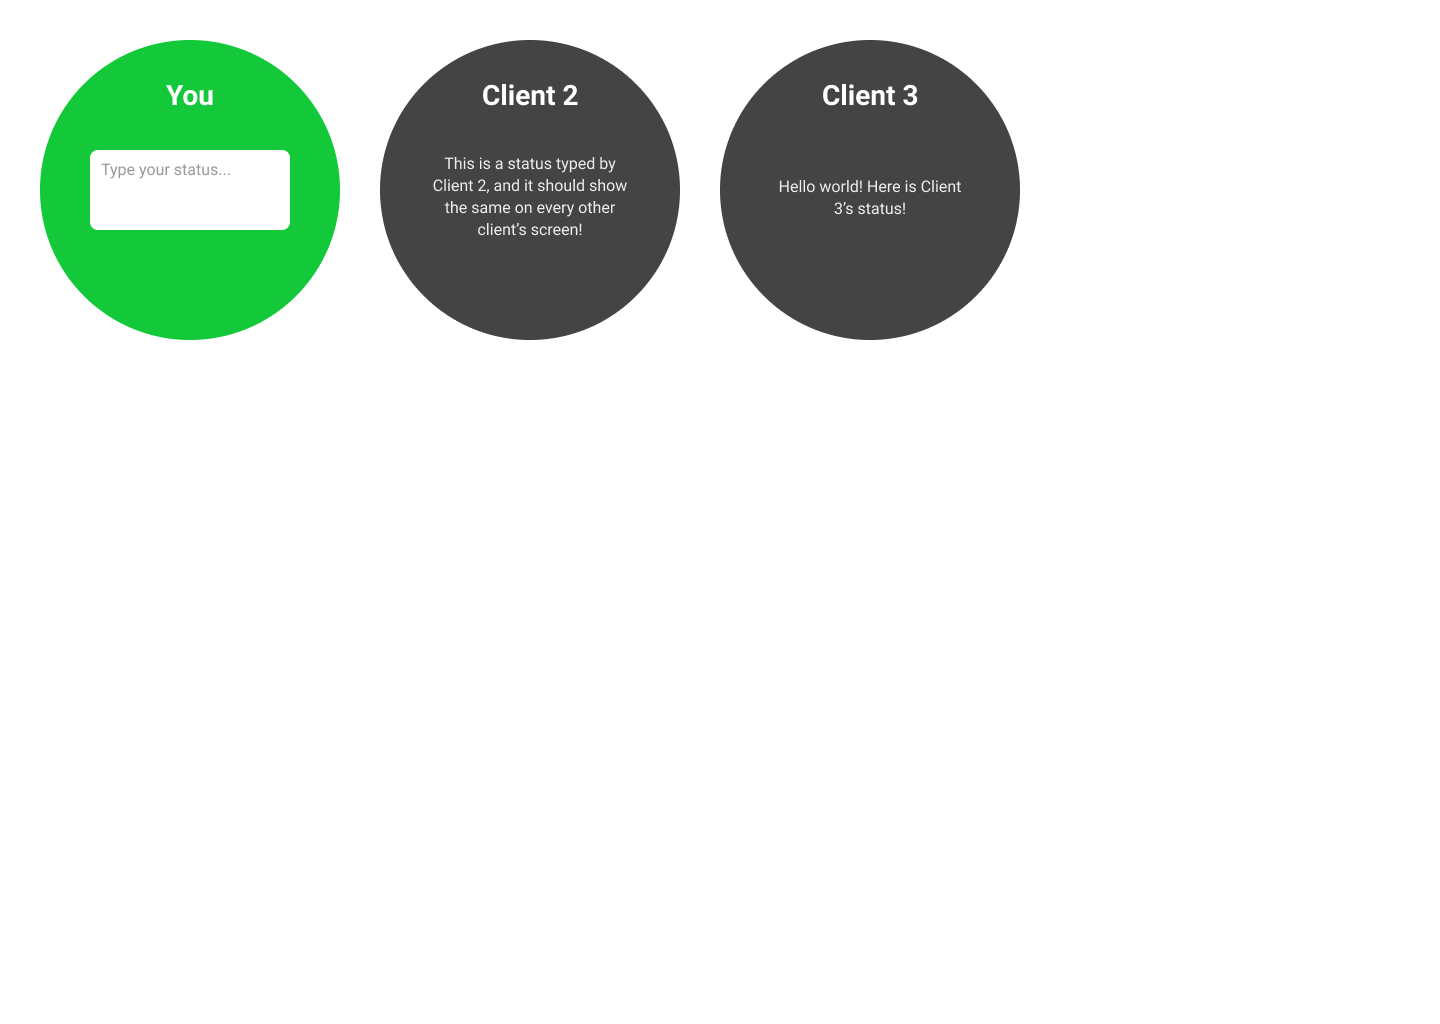 You
Type your status...
Client 2
This is a status typed by
Client 2, and it should show
the same on every other
client’s screen!
Client 3
Hello world! Here is Client
3’s status!